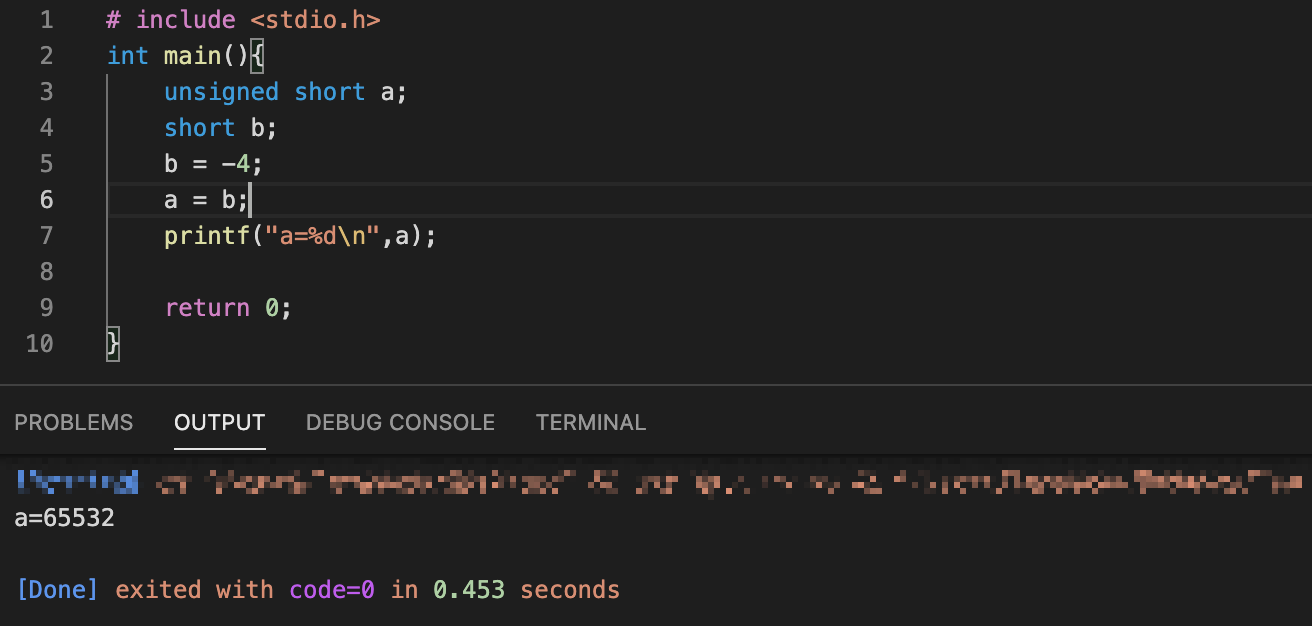 1 # include <stdio.h>
2 int main(){
3 unsigned short a;
4 short b;
5 b = -4;
6 a = b;
7 printf("a=%d\n",a);
8
9 return 0;
10 }
PROBLEMS OUTPUT DEBUG CONSOLE TERMINAL
a=65532
[Done] exited with code=0 in 0.453 seconds